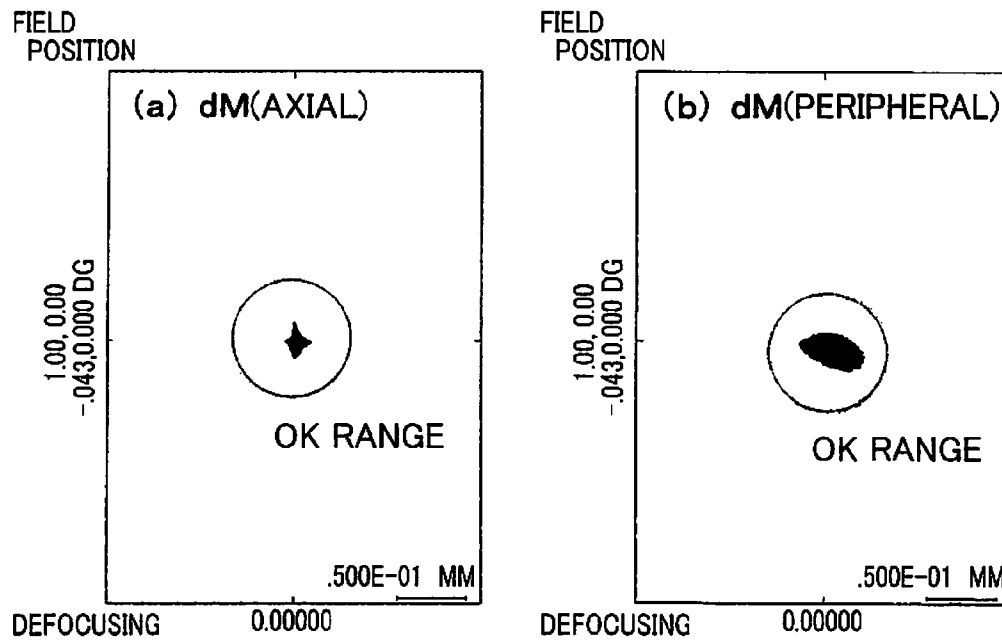 FIELD
POSITION
(a) dM(AXIAL)
1.00, 0.00
-.043,0.000 DG
OK RANGE
.500E-01 MM
DEFOCUSING 0.00000
FIELD
POSITION
(b) dM(PERIPHERAL)
1.00, 0.00
-.043,0.000 DG
OK RANGE
.500E-01 MM
DEFOCUSING 0.00000